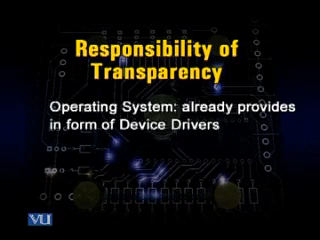 Responsibility of
Transparency
Operating System: already provides
in form of Device Drivers
VU